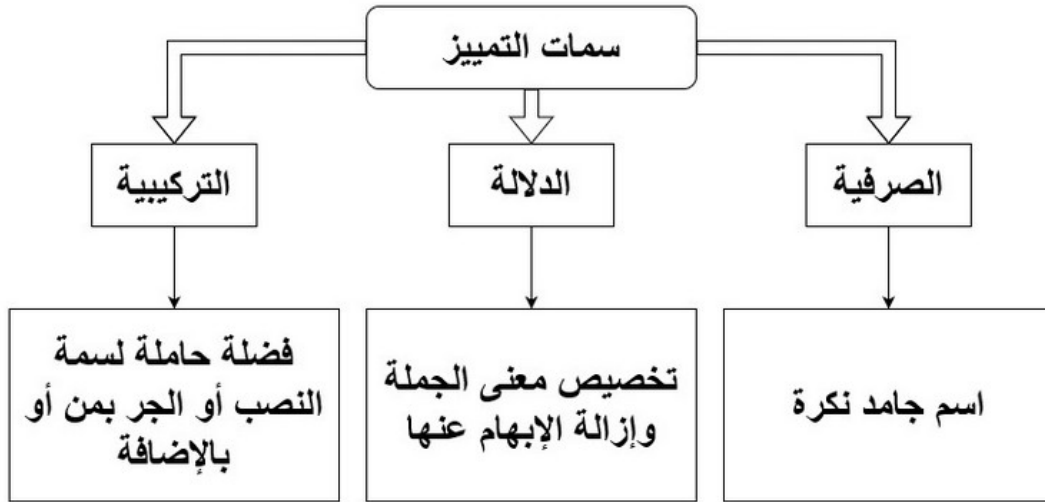 سمات التمييز
الصرفية
الدلالة
التركيبية
اسم جامد نكرة
تخصيص معنى الجملة
وإزالة الإبهام عنها
فضلة حاملة لسمة
النصب أو الجر بمن أو
بالإضافة